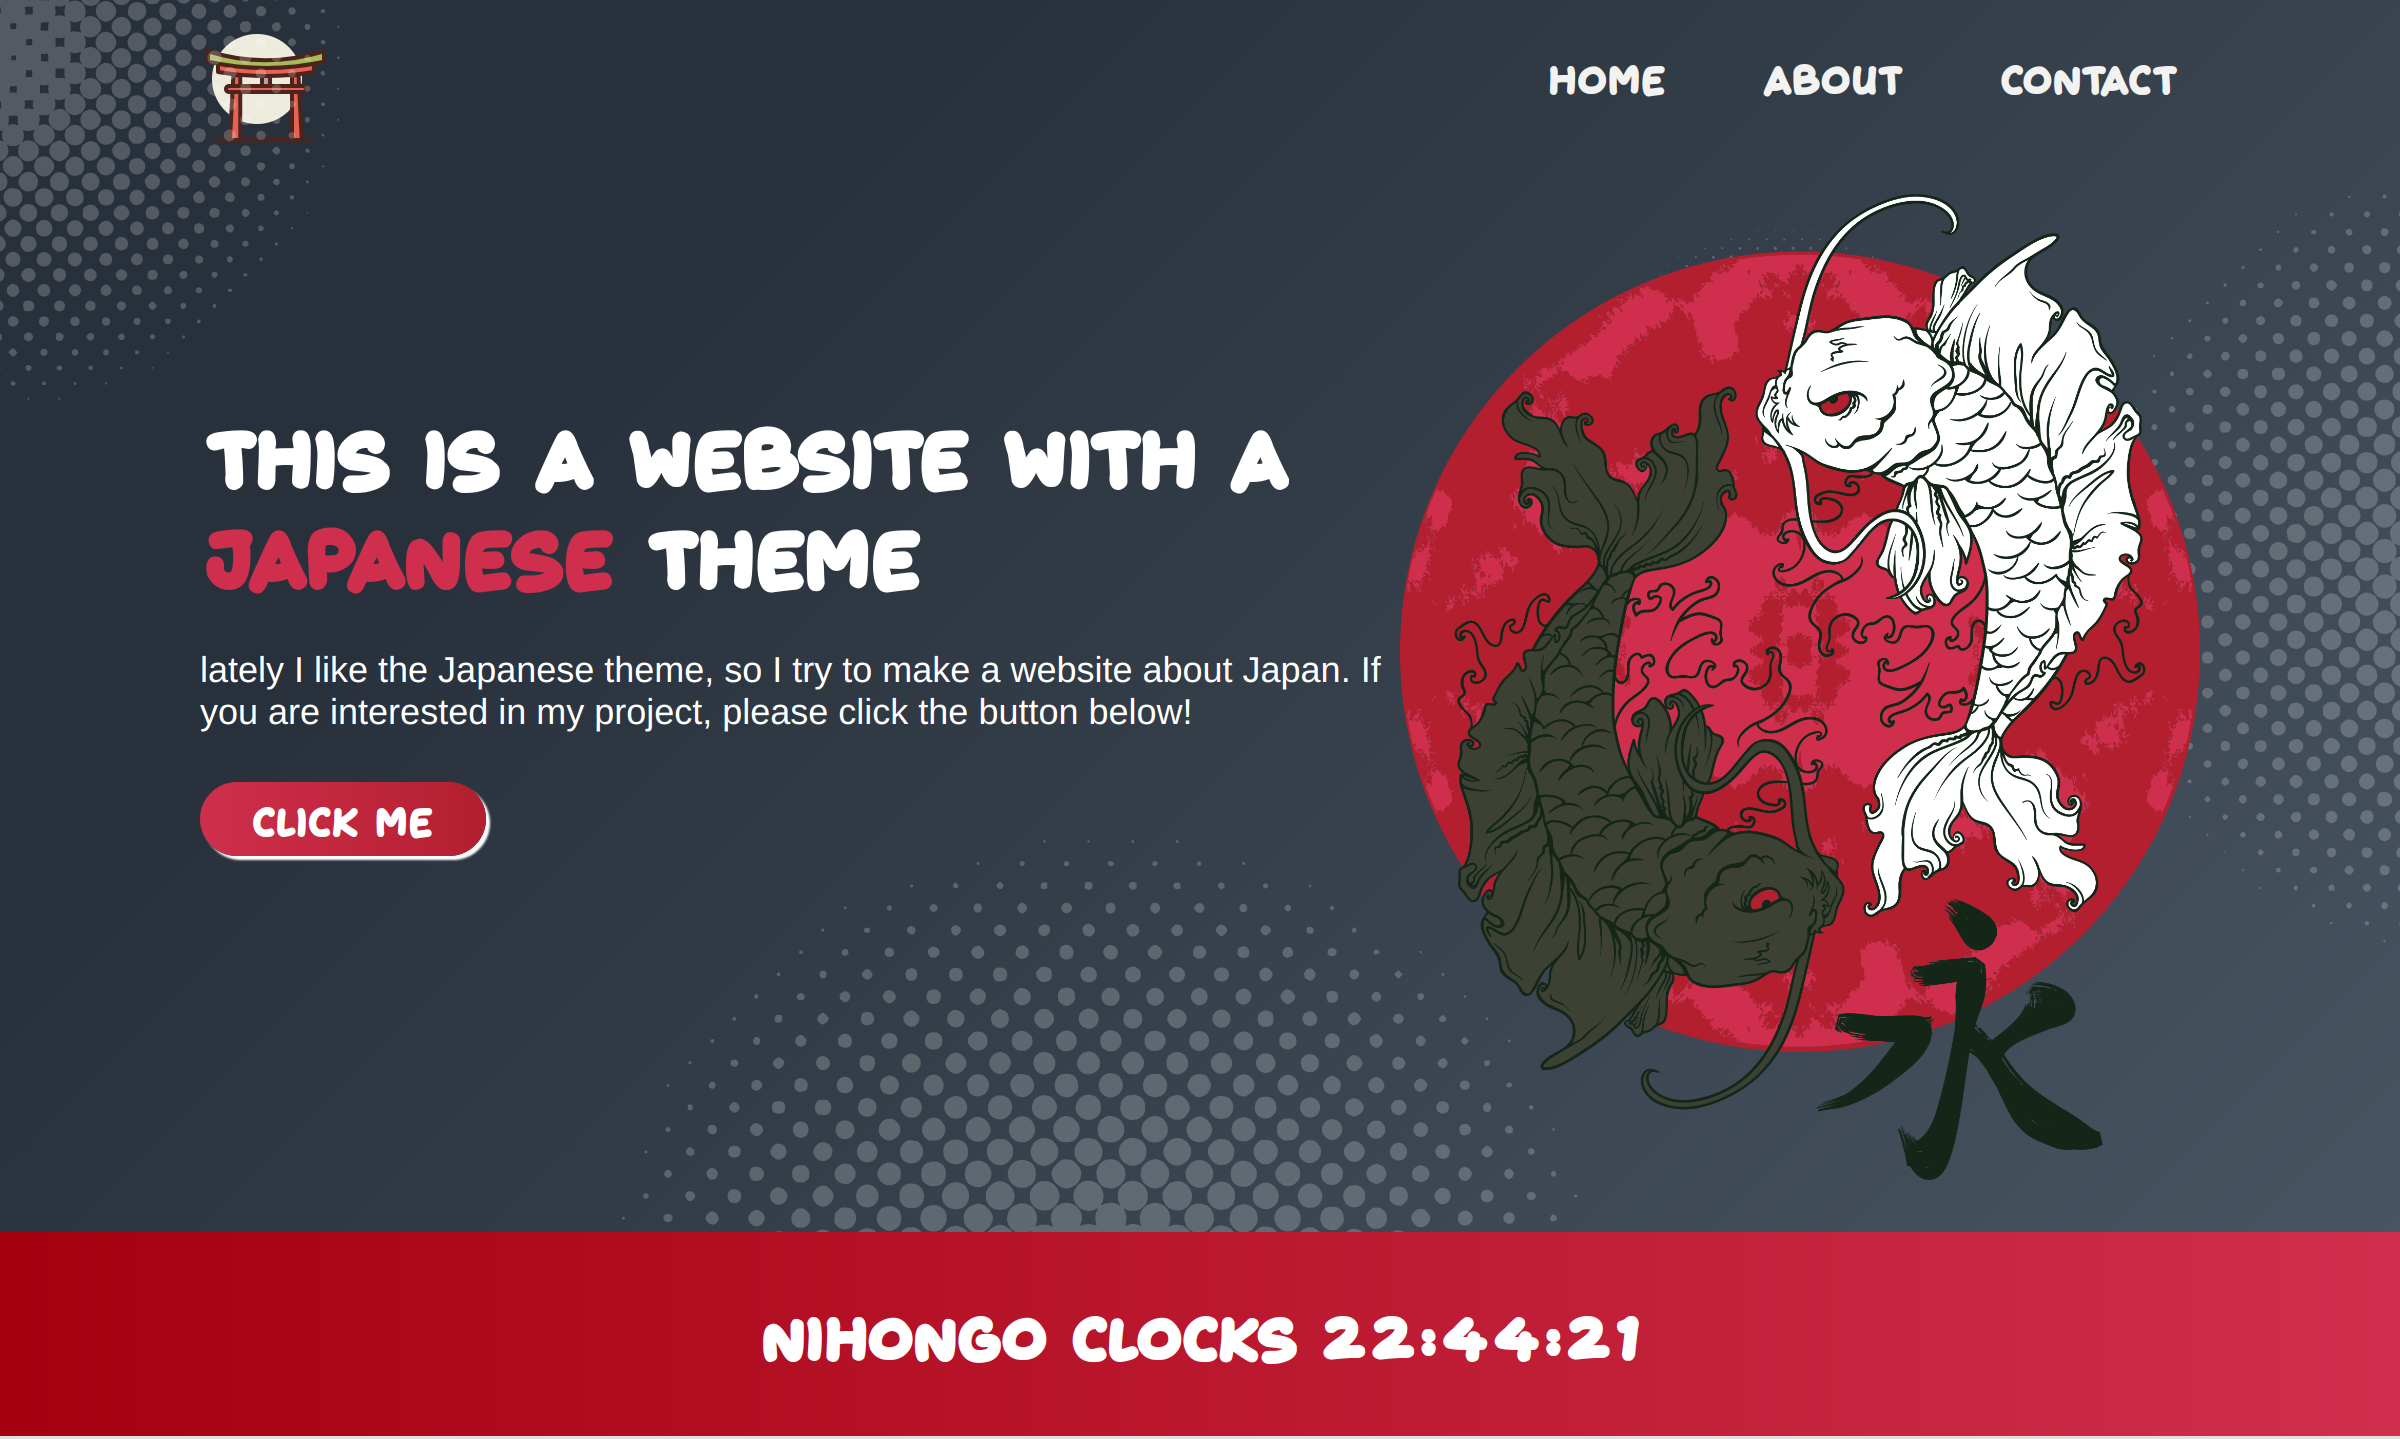 HOME ABOUT CONTACT
THIS IS A WEBSITE WITH A
JAPANESE THEME
lately I like the Japanese theme, so I try to make a website about Japan. If
you are interested in my project, please click the button below!
CLICK ME
永
NIHONGO CLOCKS 22:44:21